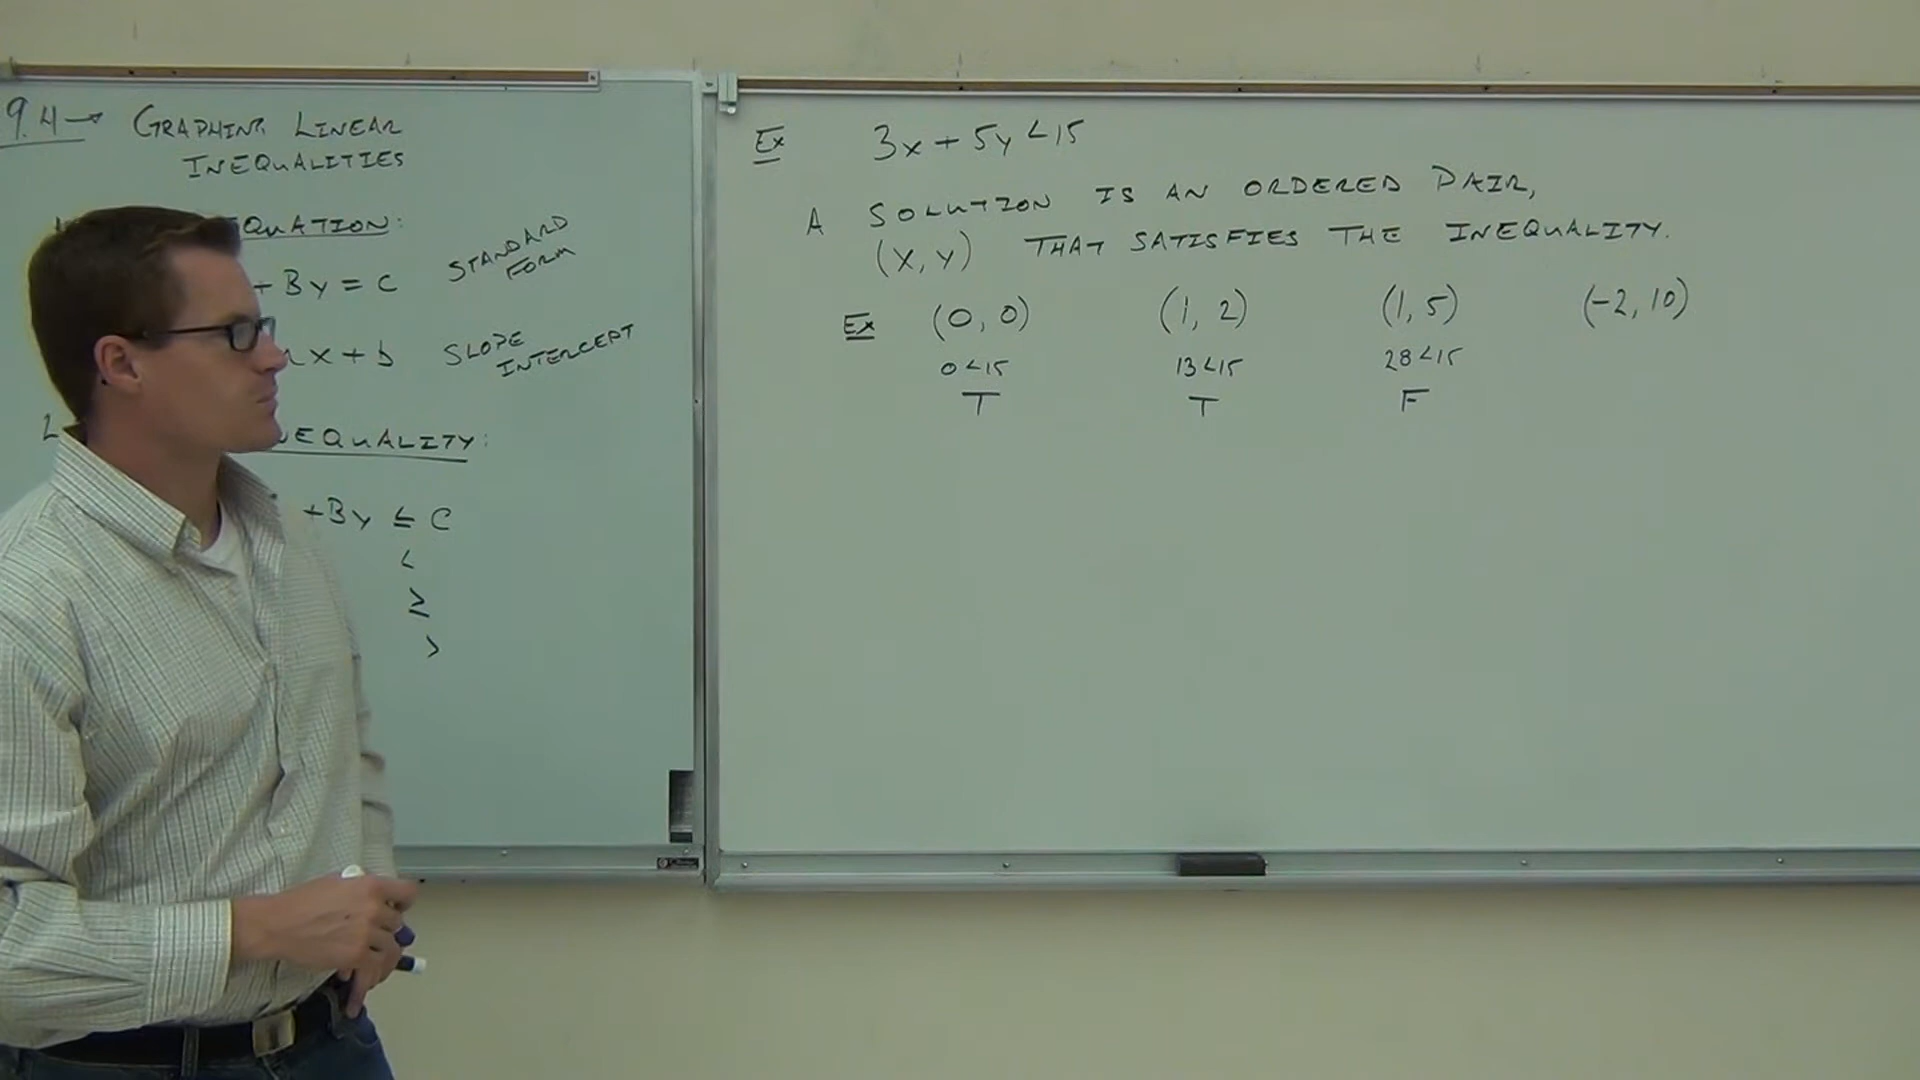 9.4 → GRAPHING LINEAR
INEQUALITIES
EQUATION:
+ By = C STANDARD
FORM
x + b SLOPE
INTERCEPT
NEQUALITY:
+By ≤ C
<
≥
>
Ex 3x + 5y < 15
A SOLUTION IS AN ORDERED PAIR,
(x, y) THAT SATISFIES THE INEQUALITY.
Ex (0, 0) (1, 2) (1, 5) (-2, 10)
0 < 15 13 < 15 28 < 15
T T F